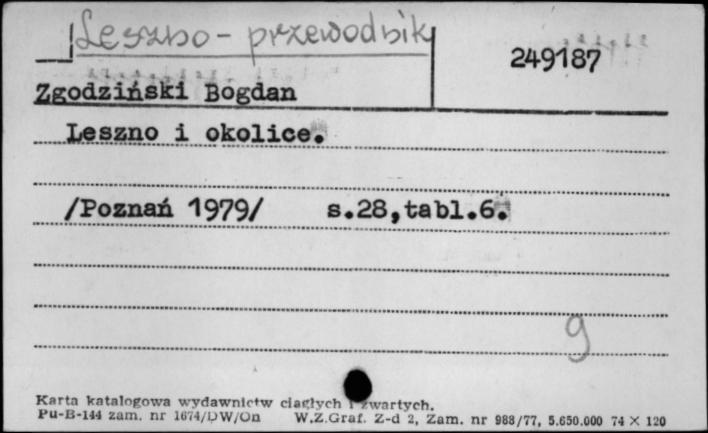 Leszno - przewodnik
249187
Zgodziński Bogdan
Leszno i okolice.
/Poznań 1979/ s.28,tabl.6.
9
Karta katalogowa wydawnictw ciągłych i zwartych.
Pu-B-144 zam. nr 1674/DW/On W.Z.Graf. Z-d 2, Zam. nr 988/77, 5.650.000 74 × 120